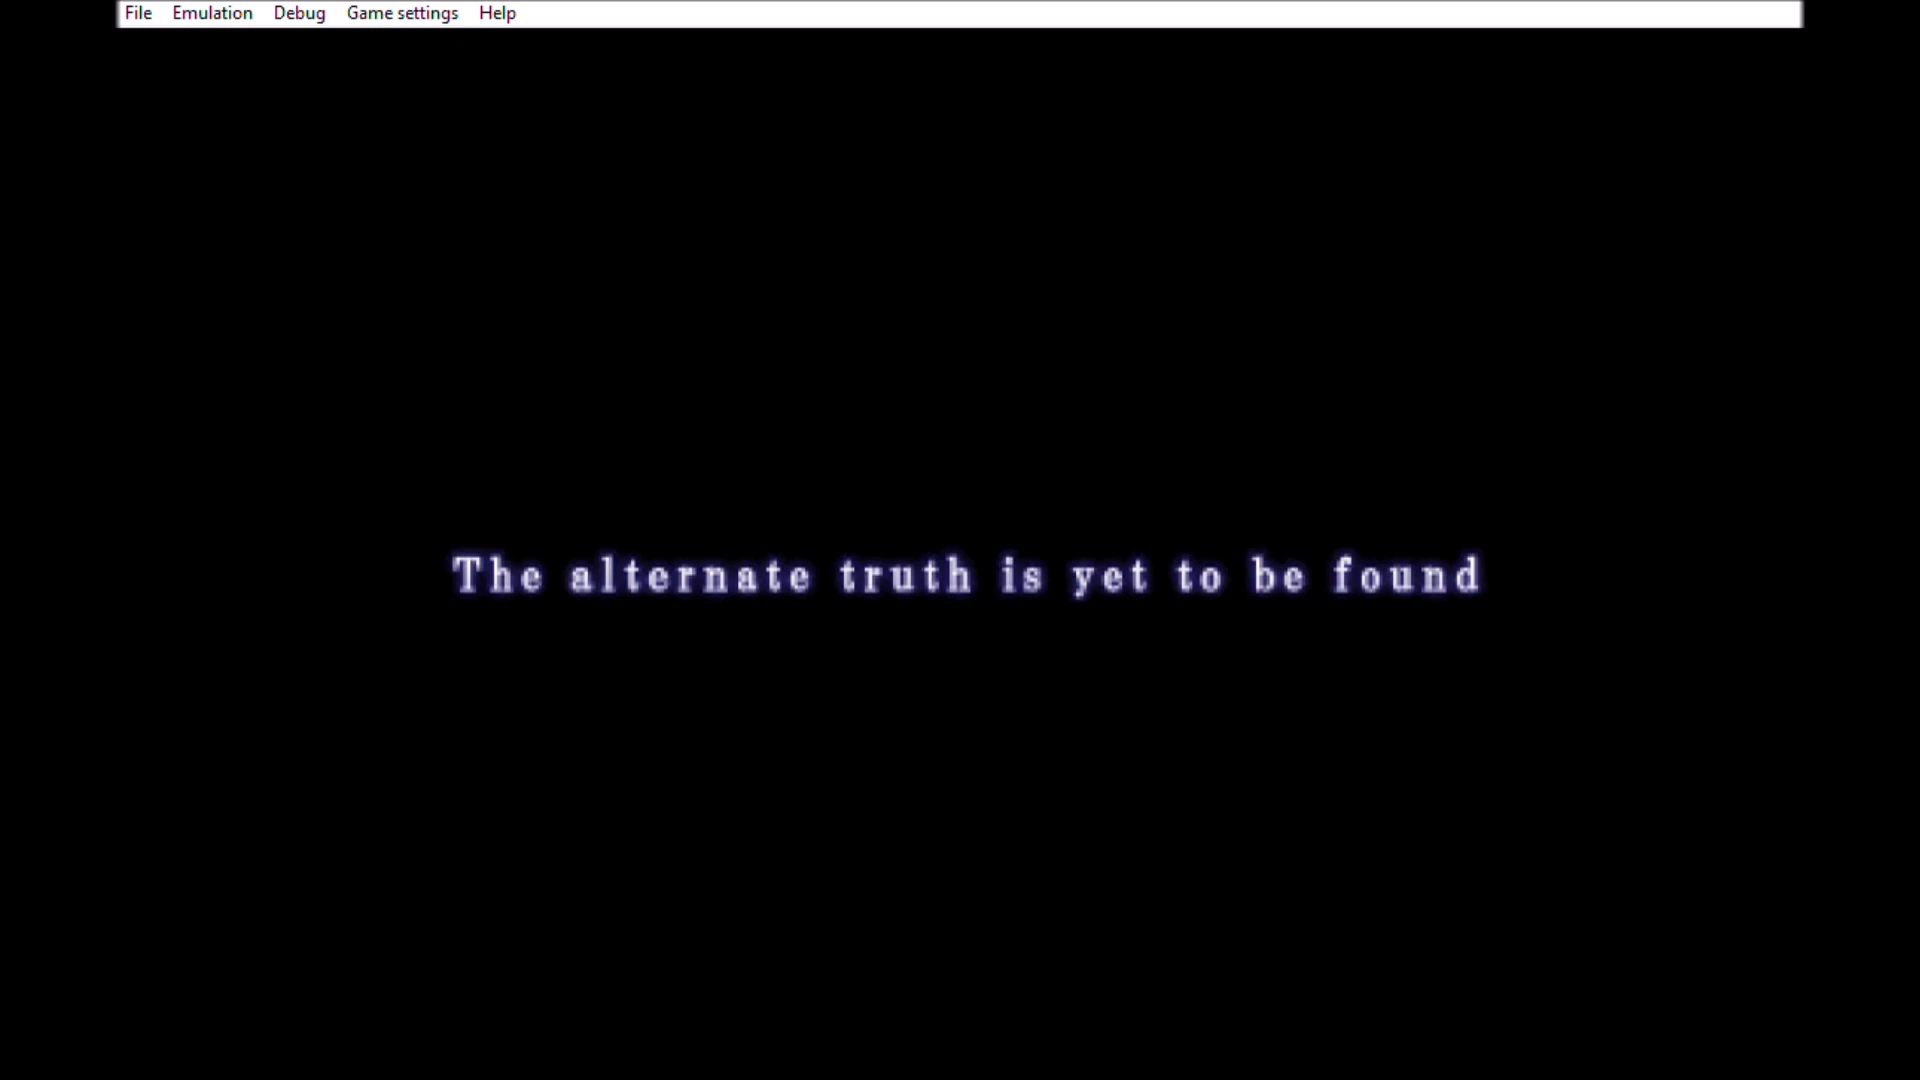 File Emulation Debug Game settings Help
The alternate truth is yet to be found